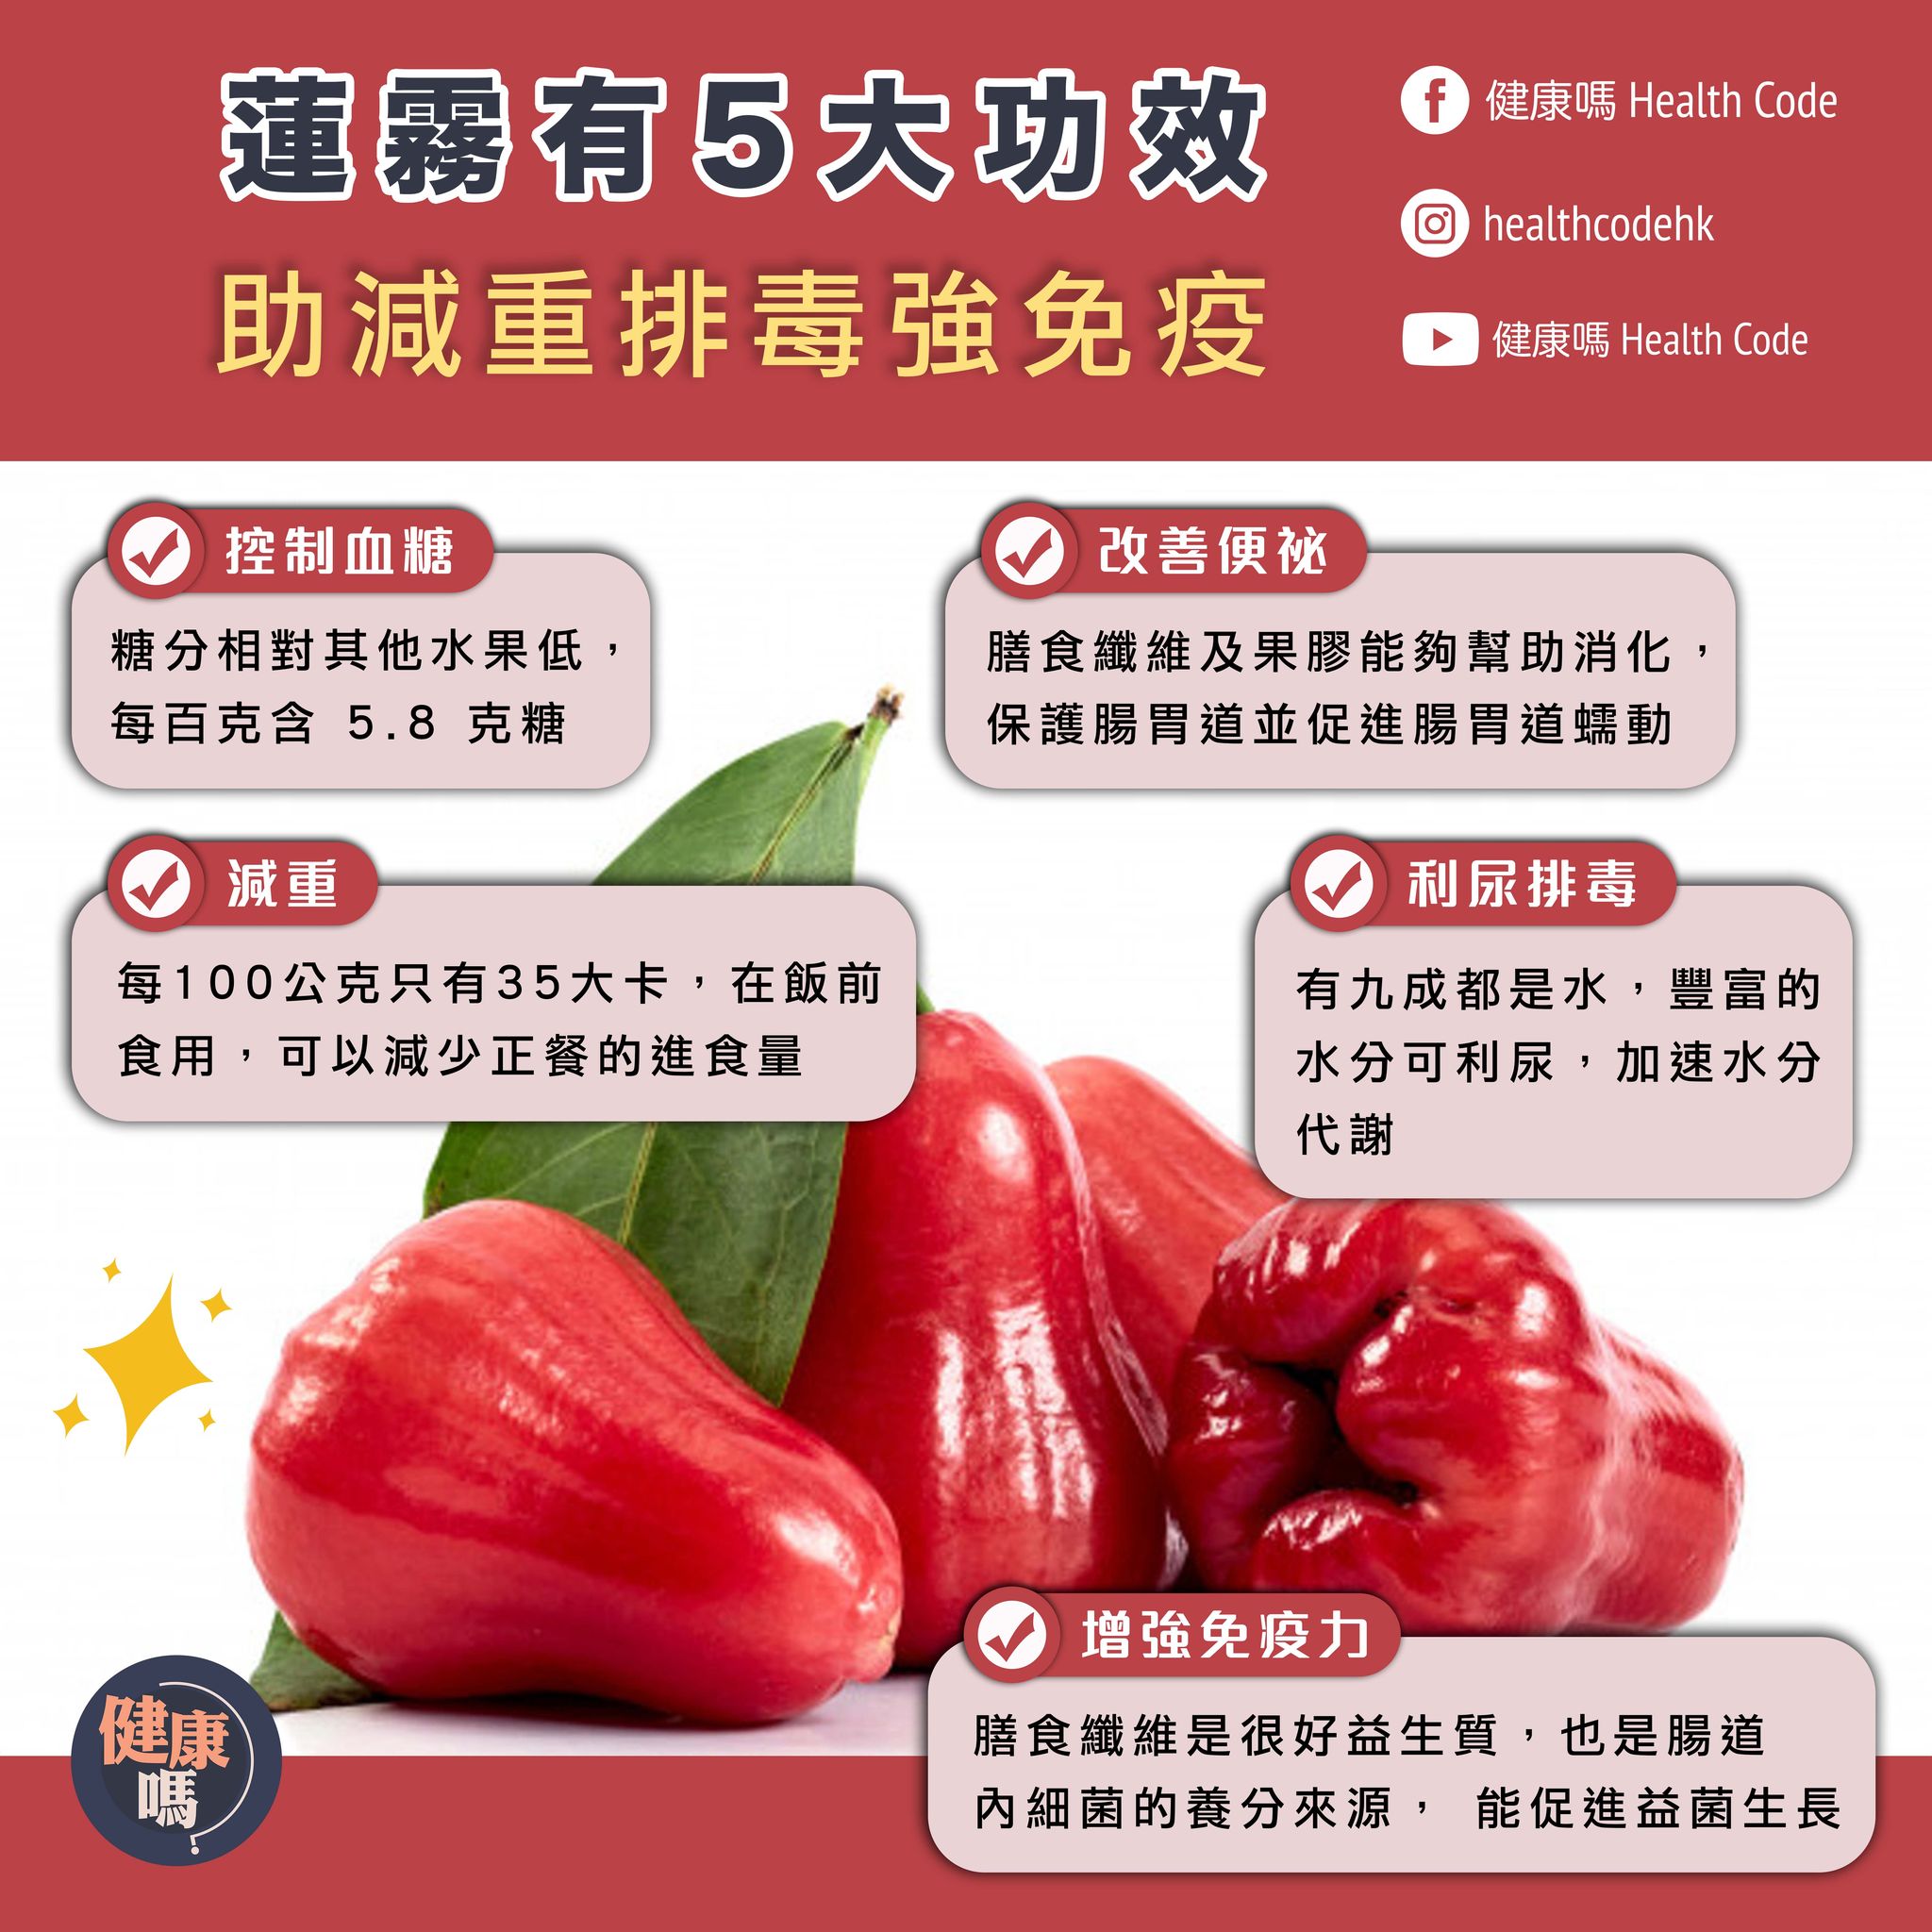 蓮霧有5大功效
助減重排毒強免疫
健康嗎 Health Code
healthcodehk
健康嗎 Health Code
控制血糖
糖分相對其他水果低，
每百克含 5.8 克糖
改善便祕
膳食纖維及果膠能夠幫助消化，
保護腸胃道並促進腸胃道蠕動
減重
每100公克只有35大卡，在飯前
食用，可以減少正餐的進食量
利尿排毒
有九成都是水，豐富的
水分可利尿，加速水分
代謝
增強免疫力
膳食纖維是很好益生質，也是腸道
內細菌的養分來源， 能促進益菌生長
健康
嗎?